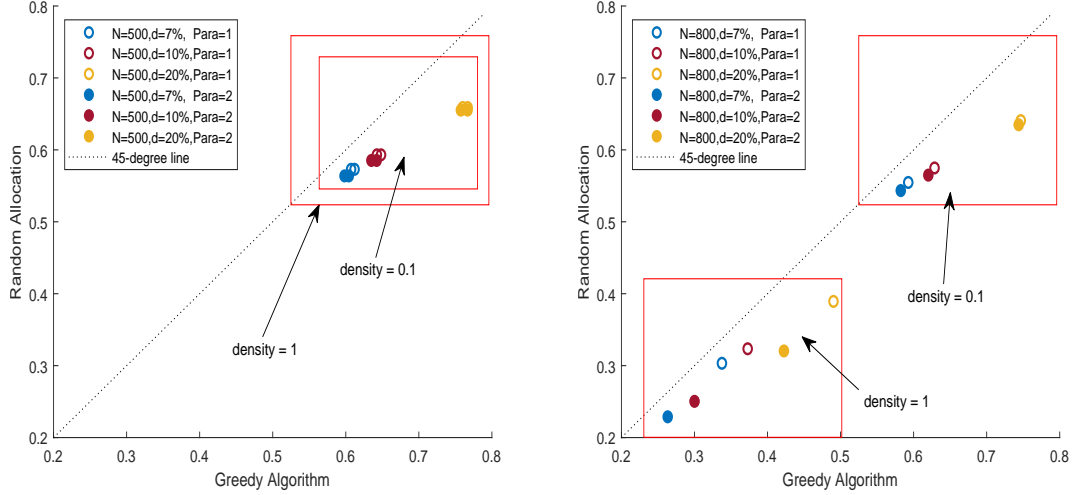 N=500,d=7%, Para=1
N=500,d=10%,Para=1
N=500,d=20%,Para=1
N=500,d=7%, Para=2
N=500,d=10%,Para=2
N=500,d=20%,Para=2
45-degree line
0.7
0.6
0.5
0.4
0.3
0.2
Random Allocation
density = 0.1
density = 1
0.2 0.3 0.4 0.5 0.6 0.7 0.8
Greedy Algorithm
N=800,d=7%, Para=1
N=800,d=10%,Para=1
N=800,d=20%,Para=1
N=800,d=7%, Para=2
N=800,d=10%,Para=2
N=800,d=20%,Para=2
45-degree line
0.7
0.6
0.5
0.4
0.3
0.2
Random Allocation
density = 0.1
density = 1
0.2 0.3 0.4 0.5 0.6 0.7 0.8
Greedy Algorithm